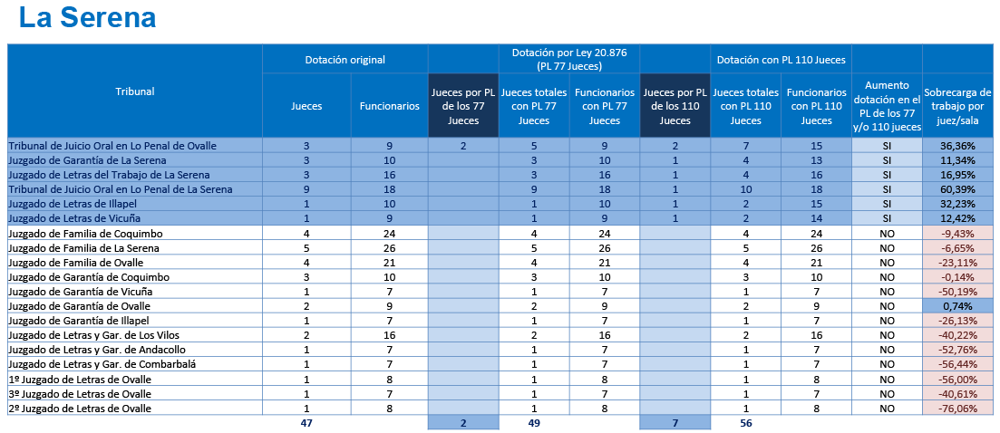 La Serena
Tribunal
Dotación original
Dotación por Ley 20.876
(PL 77 Jueces)
Dotación con PL 110 Jueces
Jueces
Funcionarios
Jueces por PL
de los 77
Jueces
Jueces totales
con PL 77
Jueces
Funcionarios
con PL 77
Jueces
Jueces por PL
de los 110
Jueces
Jueces totales
con PL 110
Jueces
Funcionarios
con PL 110
Jueces
Aumento
dotación en el
PL de los 77
y/o 110 jueces
Sobrecarga de
trabajo por
juez/sala
Tribunal de Juicio Oral en Lo Penal de Ovalle 3 9 2 5 9 2 7 15 SI 36,36%
Juzgado de Garantía de La Serena 3 10 3 10 1 4 13 SI 11,34%
Juzgado de Letras del Trabajo de La Serena 3 16 3 16 1 4 16 SI 16,95%
Tribunal de Juicio Oral en Lo Penal de La Serena 9 18 9 18 1 10 18 SI 60,39%
Juzgado de Letras de Illapel 1 10 1 10 1 2 15 SI 32,23%
Juzgado de Letras de Vicuña 1 9 1 9 1 2 14 SI 12,42%
Juzgado de Familia de Coquimbo 4 24 4 24 4 24 NO -9,43%
Juzgado de Familia de La Serena 5 26 5 26 5 26 NO -6,65%
Juzgado de Familia de Ovalle 4 21 4 21 4 21 NO -23,11%
Juzgado de Garantía de Coquimbo 3 10 3 10 3 10 NO -0,14%
Juzgado de Garantía de Vicuña 1 7 1 7 1 7 NO -50,19%
Juzgado de Garantía de Ovalle 2 9 2 9 2 9 NO 0,74%
Juzgado de Garantía de Illapel 1 7 1 7 1 7 NO -26,13%
Juzgado de Letras y Gar. de Los Vilos 2 16 2 16 2 16 NO -40,22%
Juzgado de Letras y Gar. de Andacollo 1 7 1 7 1 7 NO -52,76%
Juzgado de Letras y Gar. de Combarbalá 1 7 1 7 1 7 NO -56,44%
1º Juzgado de Letras de Ovalle 1 8 1 8 1 8 NO -56,00%
3º Juzgado de Letras de Ovalle 1 7 1 7 1 7 NO -40,61%
2º Juzgado de Letras de Ovalle 1 8 1 8 1 8 NO -76,06%
47 2 49 7 56